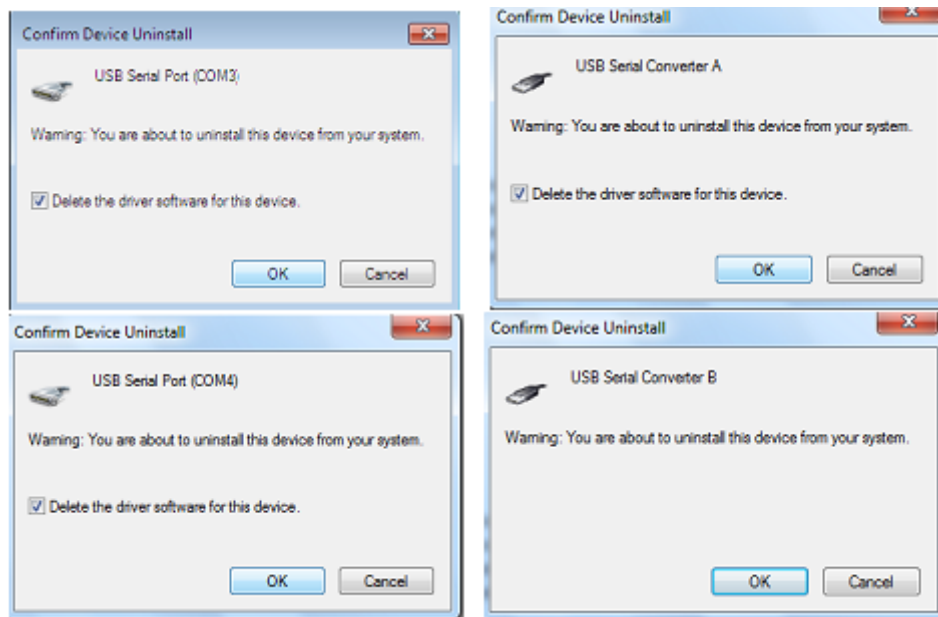 Confirm Device Uninstall
USB Serial Port (COM3)
Warning: You are about to uninstall this device from your system.
Delete the driver software for this device.
OK
Cancel
Confirm Device Uninstall
USB Serial Converter A
Warning: You are about to uninstall this device from your system.
Delete the driver software for this device.
OK
Cancel
Confirm Device Uninstall
USB Serial Port (COM4)
Warning: You are about to uninstall this device from your system.
Delete the driver software for this device.
OK
Cancel
Confirm Device Uninstall
USB Serial Converter B
Warning: You are about to uninstall this device from your system.
OK
Cancel